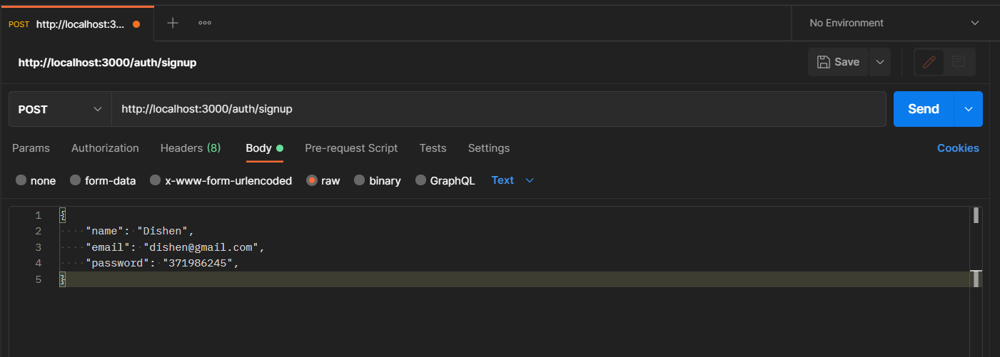 POST http://localhost:3... No Environment
http://localhost:3000/auth/signup Save
POST http://localhost:3000/auth/signup Send
Params Authorization Headers (8) Body Pre-request Script Tests Settings Cookies
none form-data x-www-form-urlencoded raw binary GraphQL Text
1 {
2 "name": "Dishen",
3 "email": "dishen@gmail.com",
4 "password": "371986245",
5 }